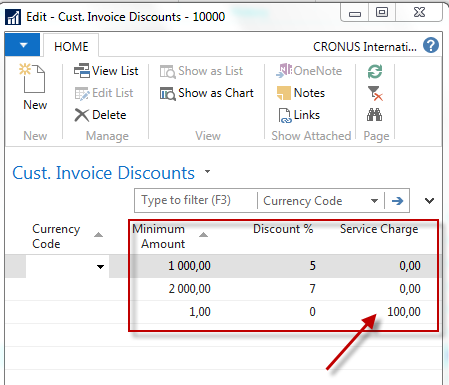 Edit - Cust. Invoice Discounts - 10000
HOME
CRONUS Internati...
New
View List
Edit List
Delete
Show as List
Show as Chart
OneNote
Notes
Links
New
Manage
View
Show Attached
Page
Cust. Invoice Discounts
Type to filter (F3)
Currency Code
Currency Code
Minimum Amount
Discount %
Service Charge
1 000,00 5 0,00
2 000,00 7 0,00
1,00 0 100,00